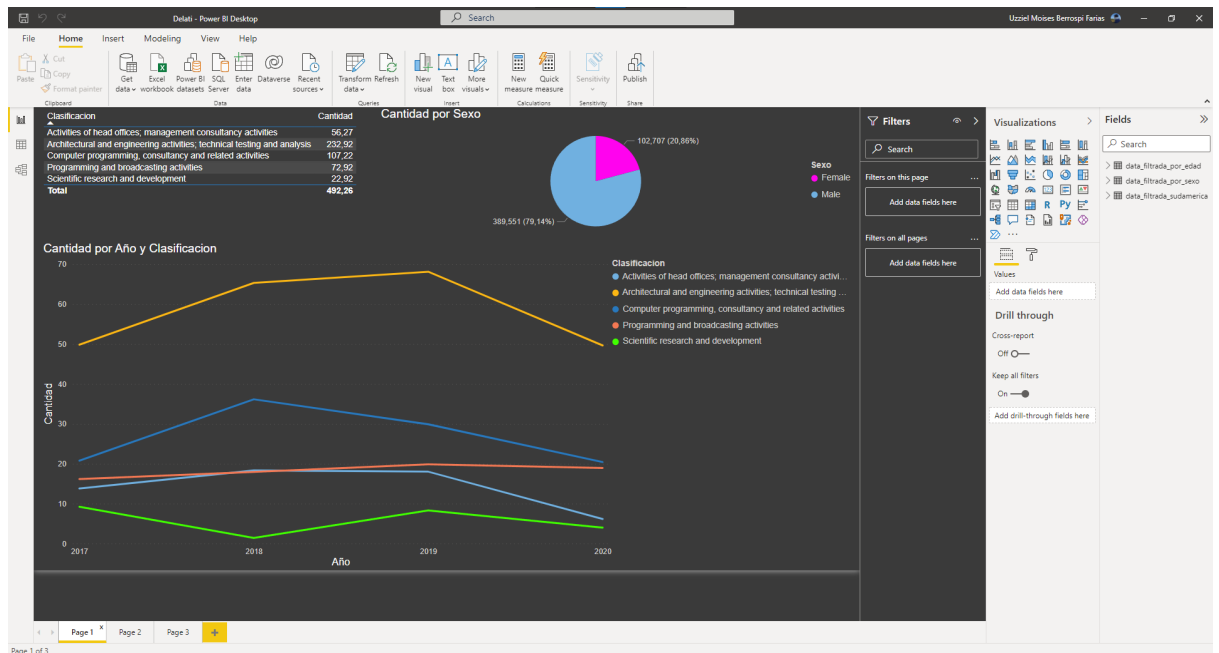 Delati - Power BI Desktop
Search
Uzziel Moises Berrospi Farias
File Home Insert Modeling View Help
Paste
Cut
Copy
Format painter
Get data
Excel workbook
Power BI datasets
SQL Server
Enter data
Dataverse
Recent sources
Transform data
Refresh
New visual
Text box
More visuals
New measure
Quick measure
Sensitivity
Publish
Clipboard
Data
Queries
Insert
Calculations
Sensitivity
Share
Clasificacion Cantidad
Activities of head offices; management consultancy activities 56,27
Architectural and engineering activities; technical testing and analysis 232,92
Computer programming, consultancy and related activities 107,22
Programming and broadcasting activities 72,92
Scientific research and development 22,92
Total 492,26
Cantidad por Sexo
102,707 (20,86%)
389,551 (79,14%)
Sexo
Female
Male
Cantidad por Año y Clasificacion
70
60
50
40
30
20
10
0
Cantidad
2017 2018 2019 2020
Año
Clasificacion
Activities of head offices; management consultancy activi...
Architectural and engineering activities; technical testing ...
Computer programming, consultancy and related activities
Programming and broadcasting activities
Scientific research and development
Filters
Search
Filters on this page ...
Add data fields here
Filters on all pages ...
Add data fields here
Visualizations
R Py
...
Values
Add data fields here
Drill through
Cross-report
Off
Keep all filters
On
Add drill-through fields here
Fields
Search
data_filtrada_por_edad
data_filtrada_por_sexo
data_filtrada_sudamerica
Page 1 x Page 2 Page 3 +
Page 1 of 3